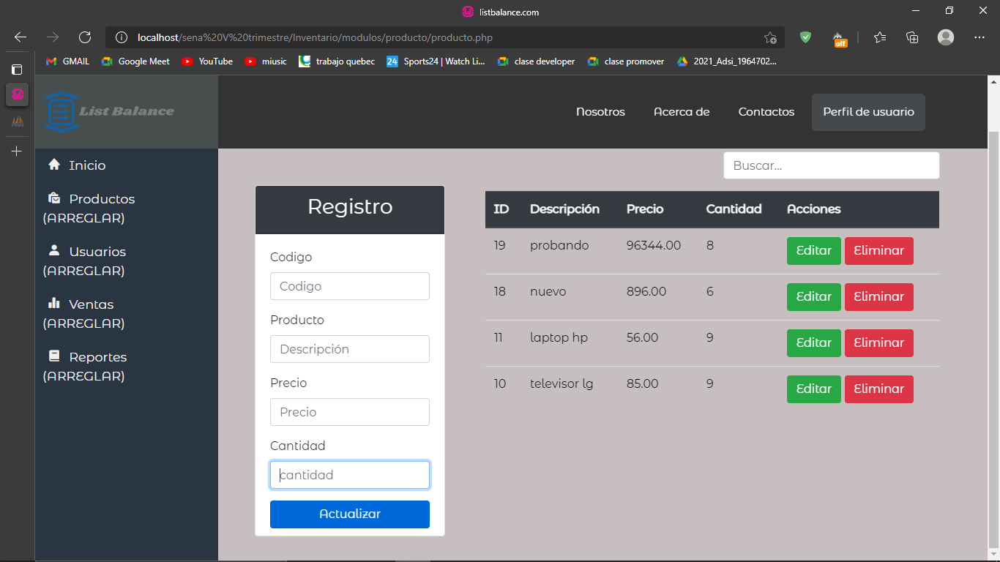 listbalance.com
localhost/sena%20V%20trimestre/Inventario/modulos/producto/producto.php
off
GMAIL Google Meet YouTube miusic trabajo quebec 24 Sports24 | Watch Li... clase developer clase promover 2021_Adsi_1964702...
List Balance
Nosotros Acerca de Contactos Perfil de usuario
Inicio
Productos
(ARREGLAR)
Usuarios
(ARREGLAR)
Ventas
(ARREGLAR)
Reportes
(ARREGLAR)
Buscar...
Registro
Codigo
Codigo
Producto
Descripción
Precio
Precio
Cantidad
cantidad
Actualizar
ID Descripción Precio Cantidad Acciones
19 probando 96344.00 8 Editar Eliminar
18 nuevo 896.00 6 Editar Eliminar
11 laptop hp 56.00 9 Editar Eliminar
10 televisor lg 85.00 9 Editar Eliminar